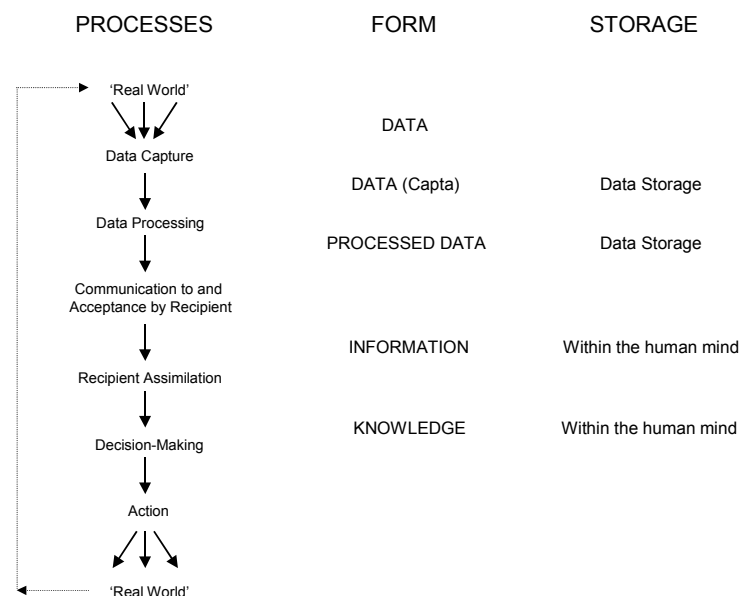 PROCESSES FORM STORAGE
‘Real World’
DATA
Data Capture
DATA (Capta) Data Storage
Data Processing
PROCESSED DATA Data Storage
Communication to and
Acceptance by Recipient
INFORMATION Within the human mind
Recipient Assimilation
KNOWLEDGE Within the human mind
Decision-Making
Action
‘Real World’